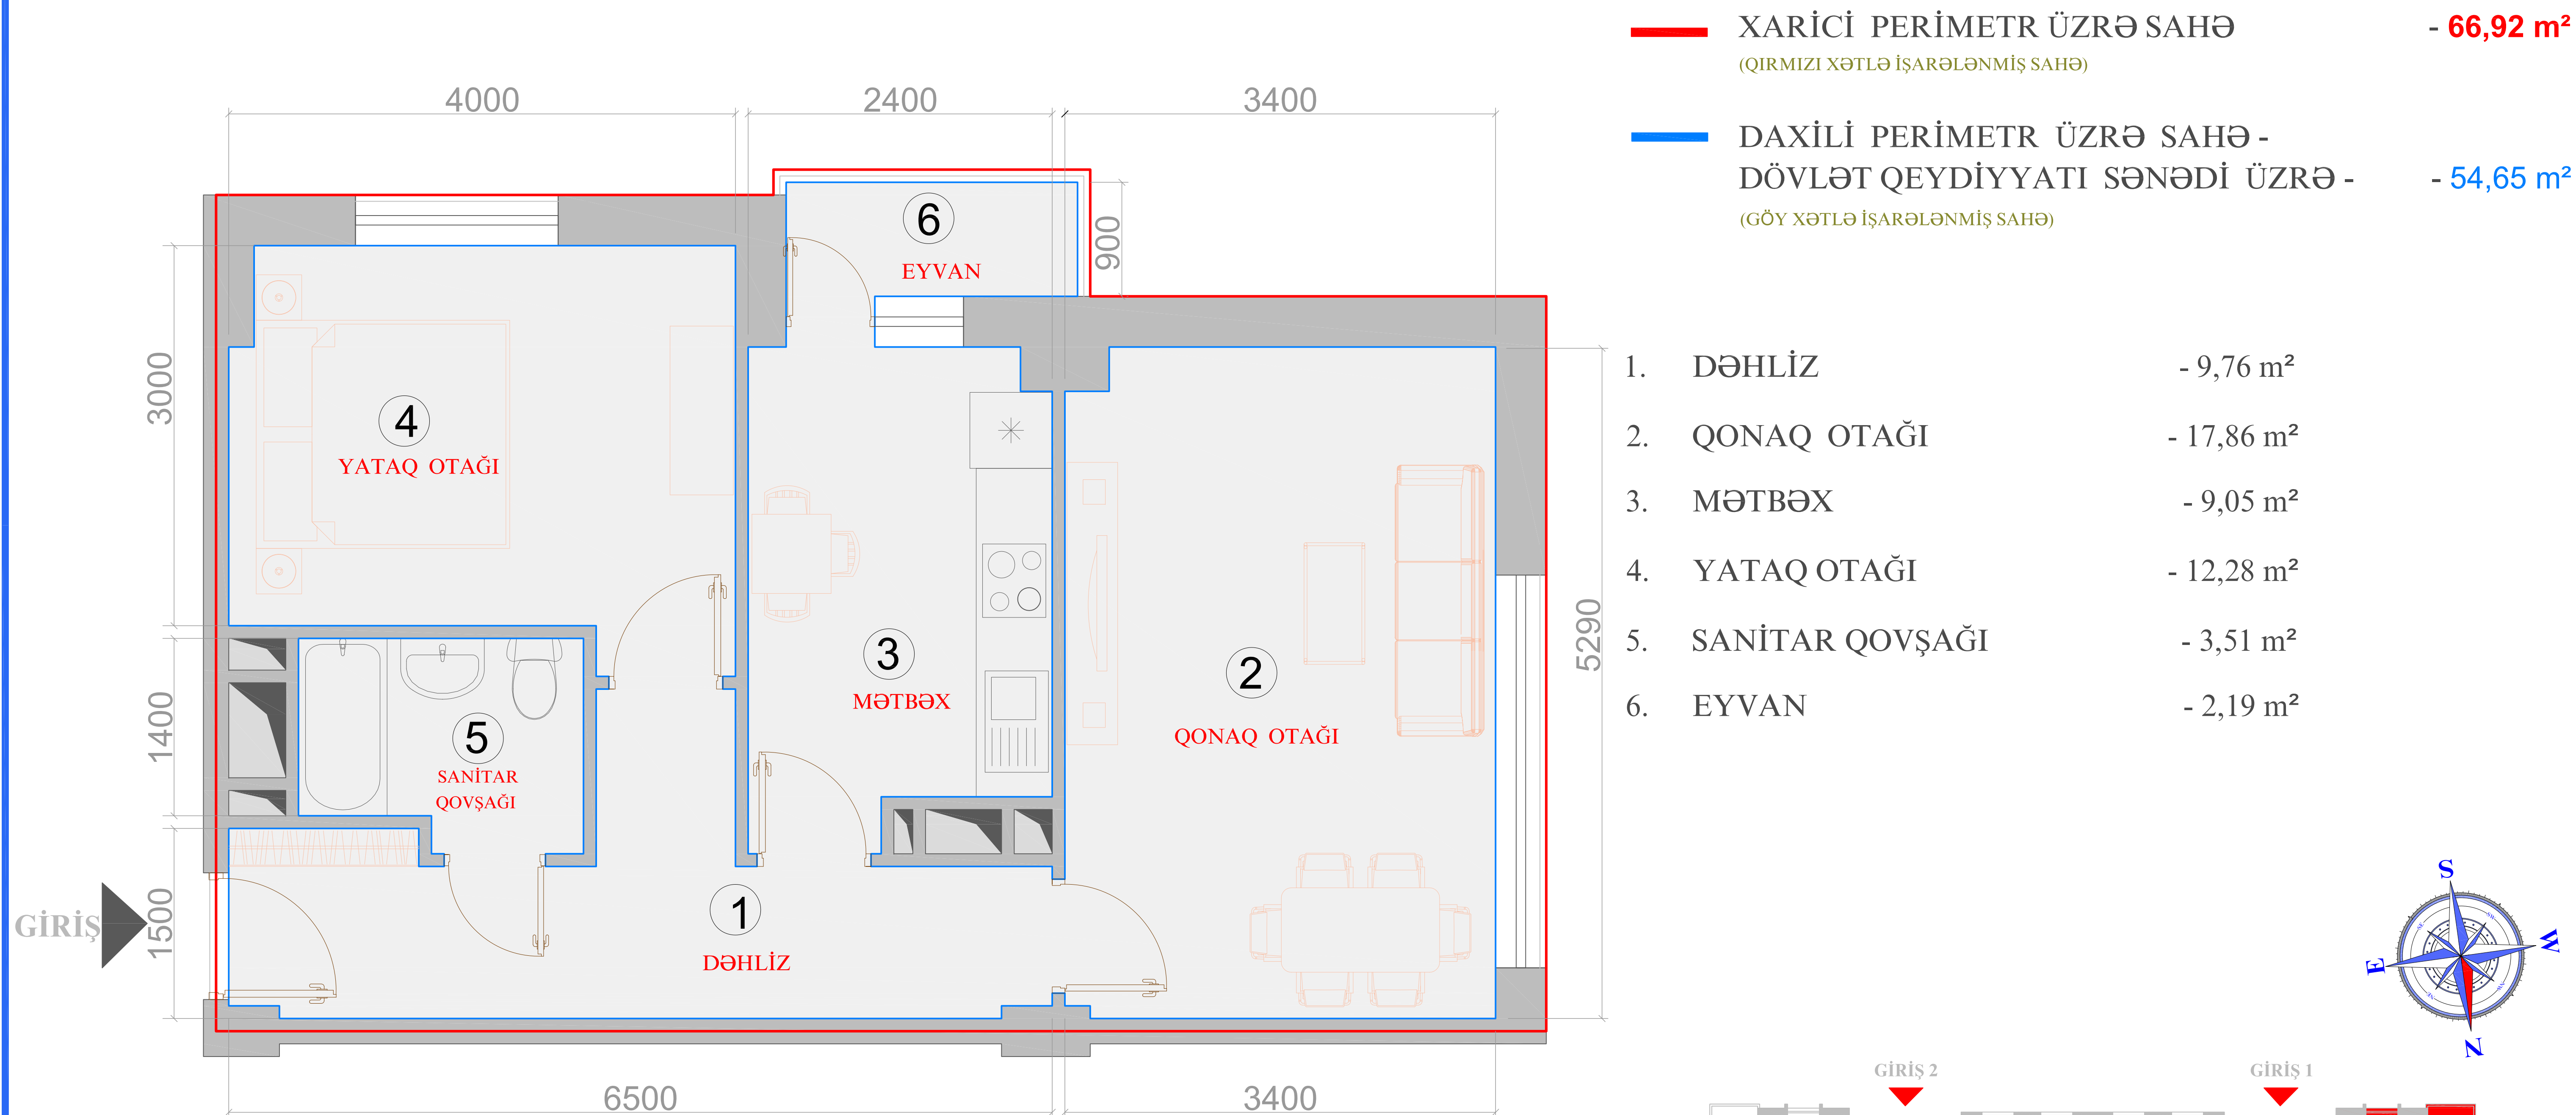 XARİCİ PERİMETR ÜZRƏ SAHƏ - 66,92 m²
(QIRMIZI XƏTLƏ İŞARƏLƏNMİŞ SAHƏ)
DAXİLİ PERİMETR ÜZRƏ SAHƏ -
DÖVLƏT QEYDİYYATI SƏNƏDİ ÜZRƏ - - 54,65 m²
(GÖY XƏTLƏ İŞARƏLƏNMİŞ SAHƏ)
4000 2400 3400
6
EYVAN
900
3000
4
YATAQ OTAĞI
1400
5
SANİTAR
QOVŞAĞI
3
MƏTBƏX
2
QONAQ OTAĞI
5290
GİRİŞ
1500
1
DƏHLİZ
6500 3400
1. DƏHLİZ - 9,76 m²
2. QONAQ OTAĞI - 17,86 m²
3. MƏTBƏX - 9,05 m²
4. YATAQ OTAĞI - 12,28 m²
5. SANİTAR QOVŞAĞI - 3,51 m²
6. EYVAN - 2,19 m²
S
W
E
N
GİRİŞ 2 GİRİŞ 1